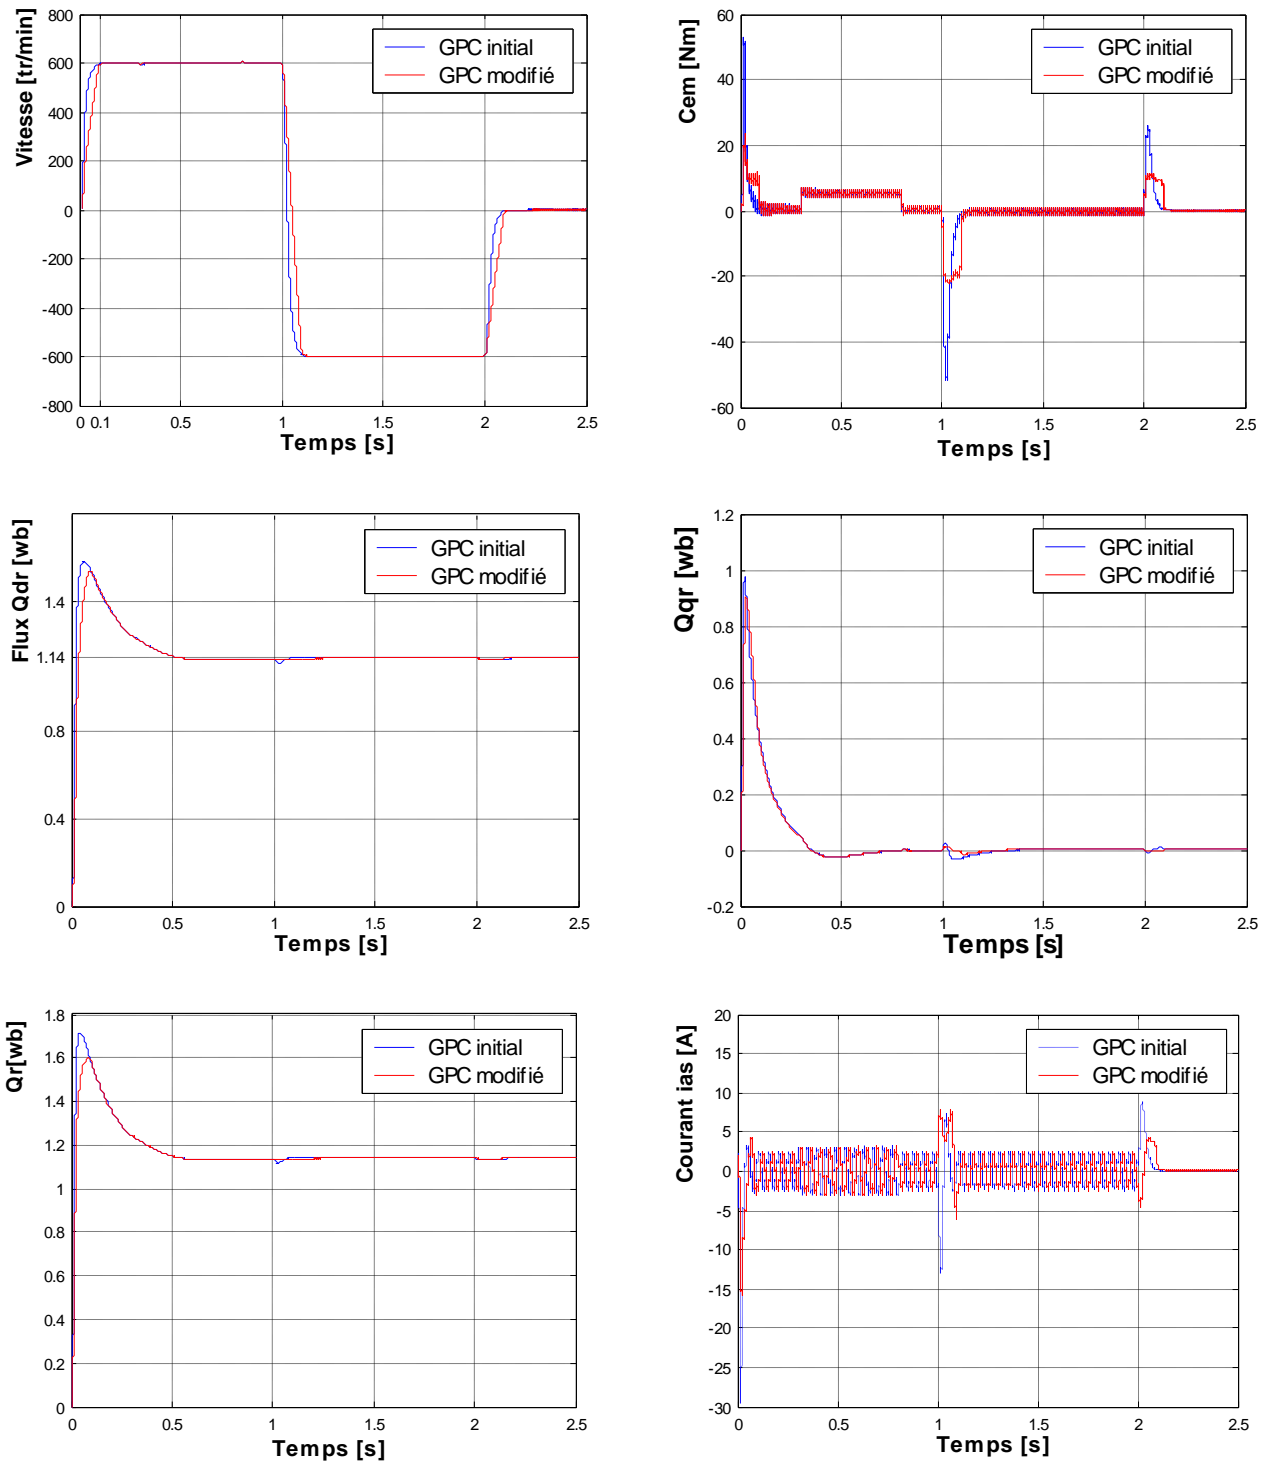 Vitesse [tr/min]
800
600
400
200
0
-200
-400
-600
-800
GPC initial
GPC modifié
0 0.1 0.5 1 1.5 2 2.5
Temps [s]
Cem [Nm]
60
40
20
0
-20
-40
-60
GPC initial
GPC modifié
0 0.5 1 1.5 2 2.5
Temps [s]
Flux Qdr [wb]
1.4
1.14
0.8
0.4
0
GPC initial
GPC modifié
0 0.5 1 1.5 2 2.5
Temps [s]
Qqr [wb]
1.2
1
0.8
0.6
0.4
0.2
0
-0.2
GPC initial
GPC modifié
0 0.5 1 1.5 2 2.5
Temps [s]
Qr[wb]
1.8
1.6
1.4
1.2
1
0.8
0.6
0.4
0.2
0
GPC initial
GPC modifié
0 0.5 1 1.5 2 2.5
Temps [s]
Courant ias [A]
20
15
10
5
0
-5
-10
-15
-20
-25
-30
GPC initial
GPC modifié
0 0.5 1 1.5 2 2.5
Temps [s]